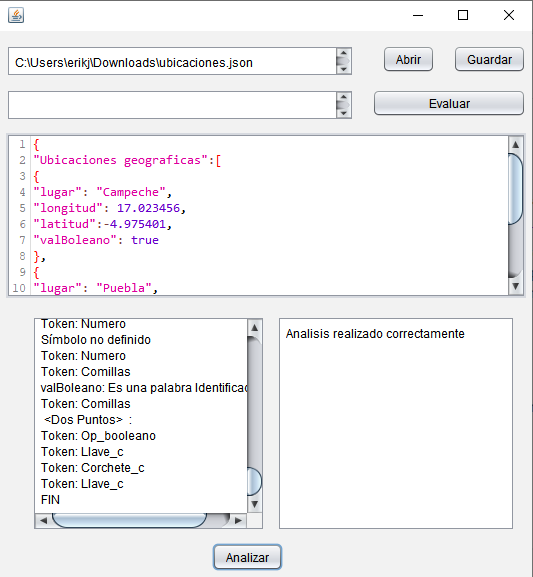 C:\Users\erikj\Downloads\ubicaciones.json
Abrir
Guardar
Evaluar
1 {
2 "Ubicaciones geograficas":[
3 {
4 "lugar": "Campeche",
5 "longitud": 17.023456,
6 "latitud":-4.975401,
7 "valBoleano": true
8 },
9 {
10 "lugar": "Puebla",
Token: Numero
Símbolo no definido
Token: Numero
Token: Comillas
valBoleano: Es una palabra Identificad
Token: Comillas
<Dos Puntos> :
Token: Op_booleano
Token: Llave_c
Token: Corchete_c
Token: Llave_c
FIN
Analisis realizado correctamente
Analizar